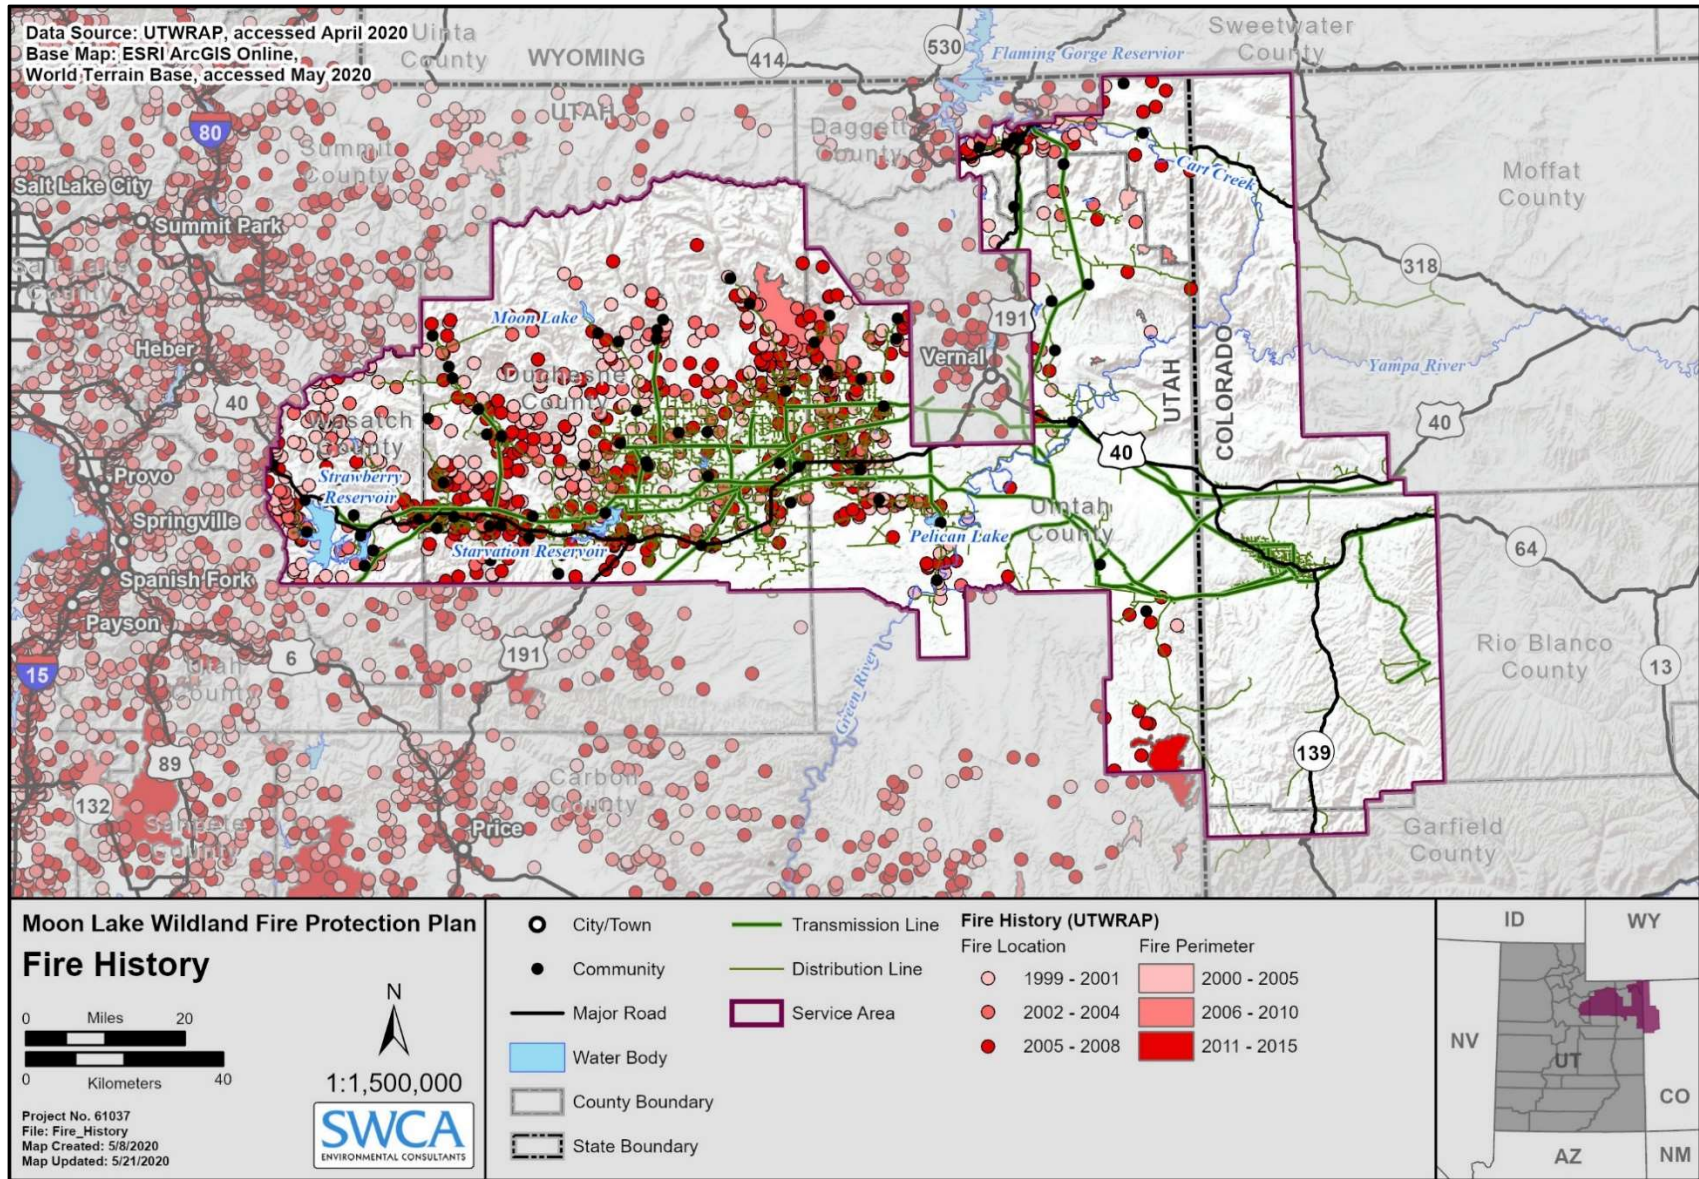 Data Source: UTWRAP, accessed April 2020
Base Map: ESRI ArcGIS Online,
World Terrain Base, accessed May 2020
Uinta
County
WYOMING
414
530
Flaming Gorge Reservior
Sweetwater
County
UTAH
80
Summit
County
Daggett
County
Cart Creek
Moffat
County
Salt Lake City
Summit Park
Salt Lake
County
318
Moon Lake
191
Heber
Vernal
UTAH
COLORADO
Yampa River
40
Duchesne
County
Wasatch
County
40
40
Provo
Strawberry
Reservoir
Springville
Starvation Reservoir
Pelican Lake
Uintah
County
64
Spanish Fork
Payson
15
Utah
County
6
191
Green River
Rio Blanco
County
13
89
132
Sanpete
County
Carbon
County
Price
139
Garfield
County
Moon Lake Wildland Fire Protection Plan
Fire History
0 Miles 20
0 Kilometers 40
N
1:1,500,000
Project No. 61037
File: Fire_History
Map Created: 5/8/2020
Map Updated: 5/21/2020
SWCA
ENVIRONMENTAL CONSULTANTS
City/Town
Community
Major Road
Water Body
County Boundary
State Boundary
Transmission Line
Distribution Line
Service Area
Fire History (UTWRAP)
Fire Location
1999 - 2001
2002 - 2004
2005 - 2008
Fire Perimeter
2000 - 2005
2006 - 2010
2011 - 2015
ID
WY
NV
UT
CO
AZ
NM